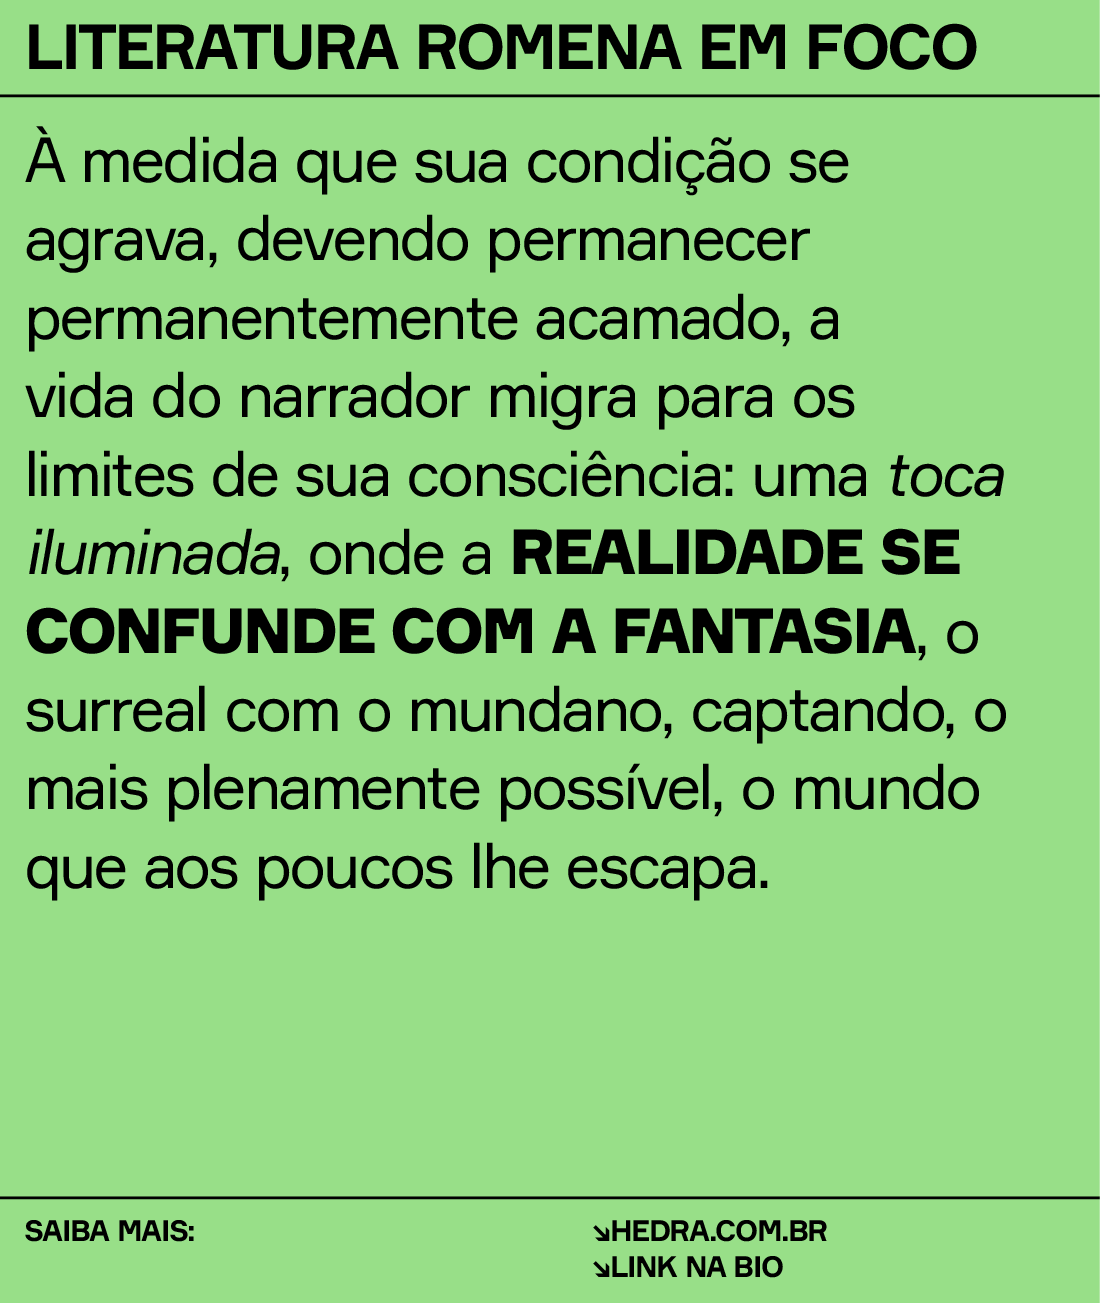 LITERATURA ROMENA EM FOCO
À medida que sua condição se
agrava, devendo permanecer
permanentemente acamado, a
vida do narrador migra para os
limites de sua consciência: uma toca
iluminada, onde a REALIDADE SE
CONFUNDE COM A FANTASIA, o
surreal com o mundano, captando, o
mais plenamente possível, o mundo
que aos poucos lhe escapa.
SAIBA MAIS:
↘HEDRA.COM.BR
↘LINK NA BIO